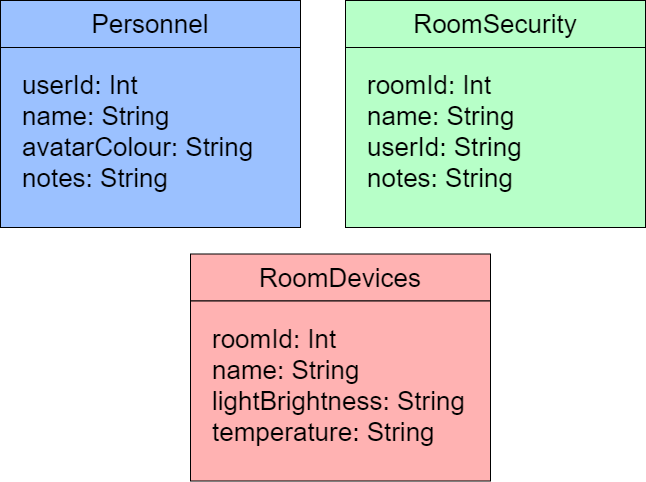 Personnel
userId: Int
name: String
avatarColour: String
notes: String
RoomSecurity
roomId: Int
name: String
userId: String
notes: String
RoomDevices
roomId: Int
name: String
lightBrightness: String
temperature: String